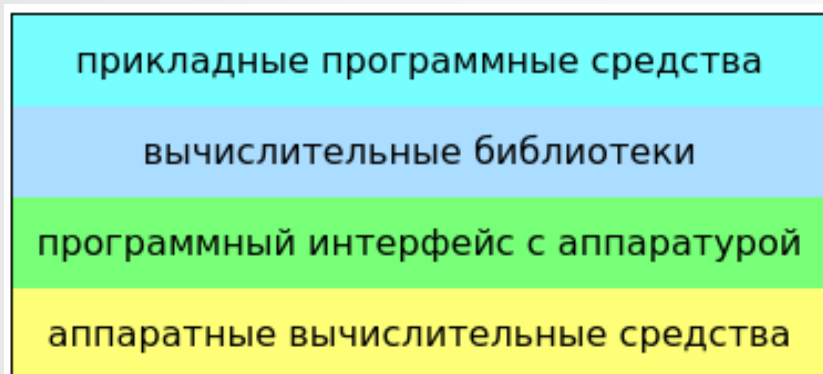 прикладные программные средства
вычислительные библиотеки
программный интерфейс с аппаратурой
аппаратные вычислительные средства